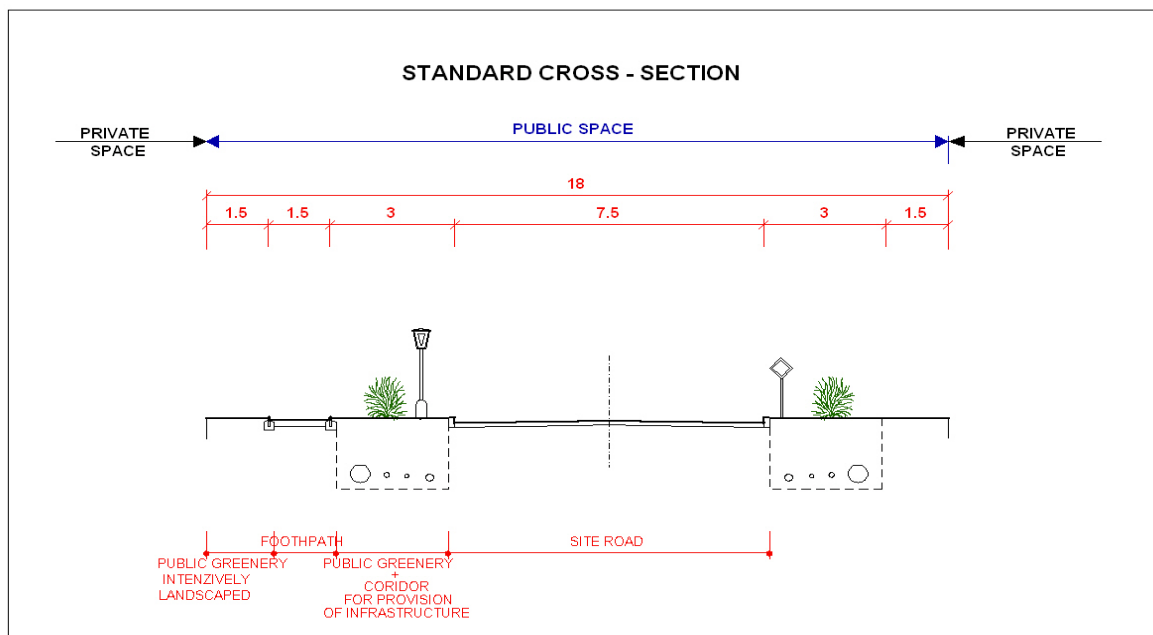 STANDARD CROSS - SECTION
PRIVATE
SPACE
PUBLIC SPACE
PRIVATE
SPACE
18
1.5
1.5
3
7.5
3
1.5
FOOTHPATH
SITE ROAD
PUBLIC GREENERY
INTENZIVELY
LANDSCAPED
PUBLIC GREENERY
+
CORIDOR
FOR PROVISION
OF INFRASTRUCTURE